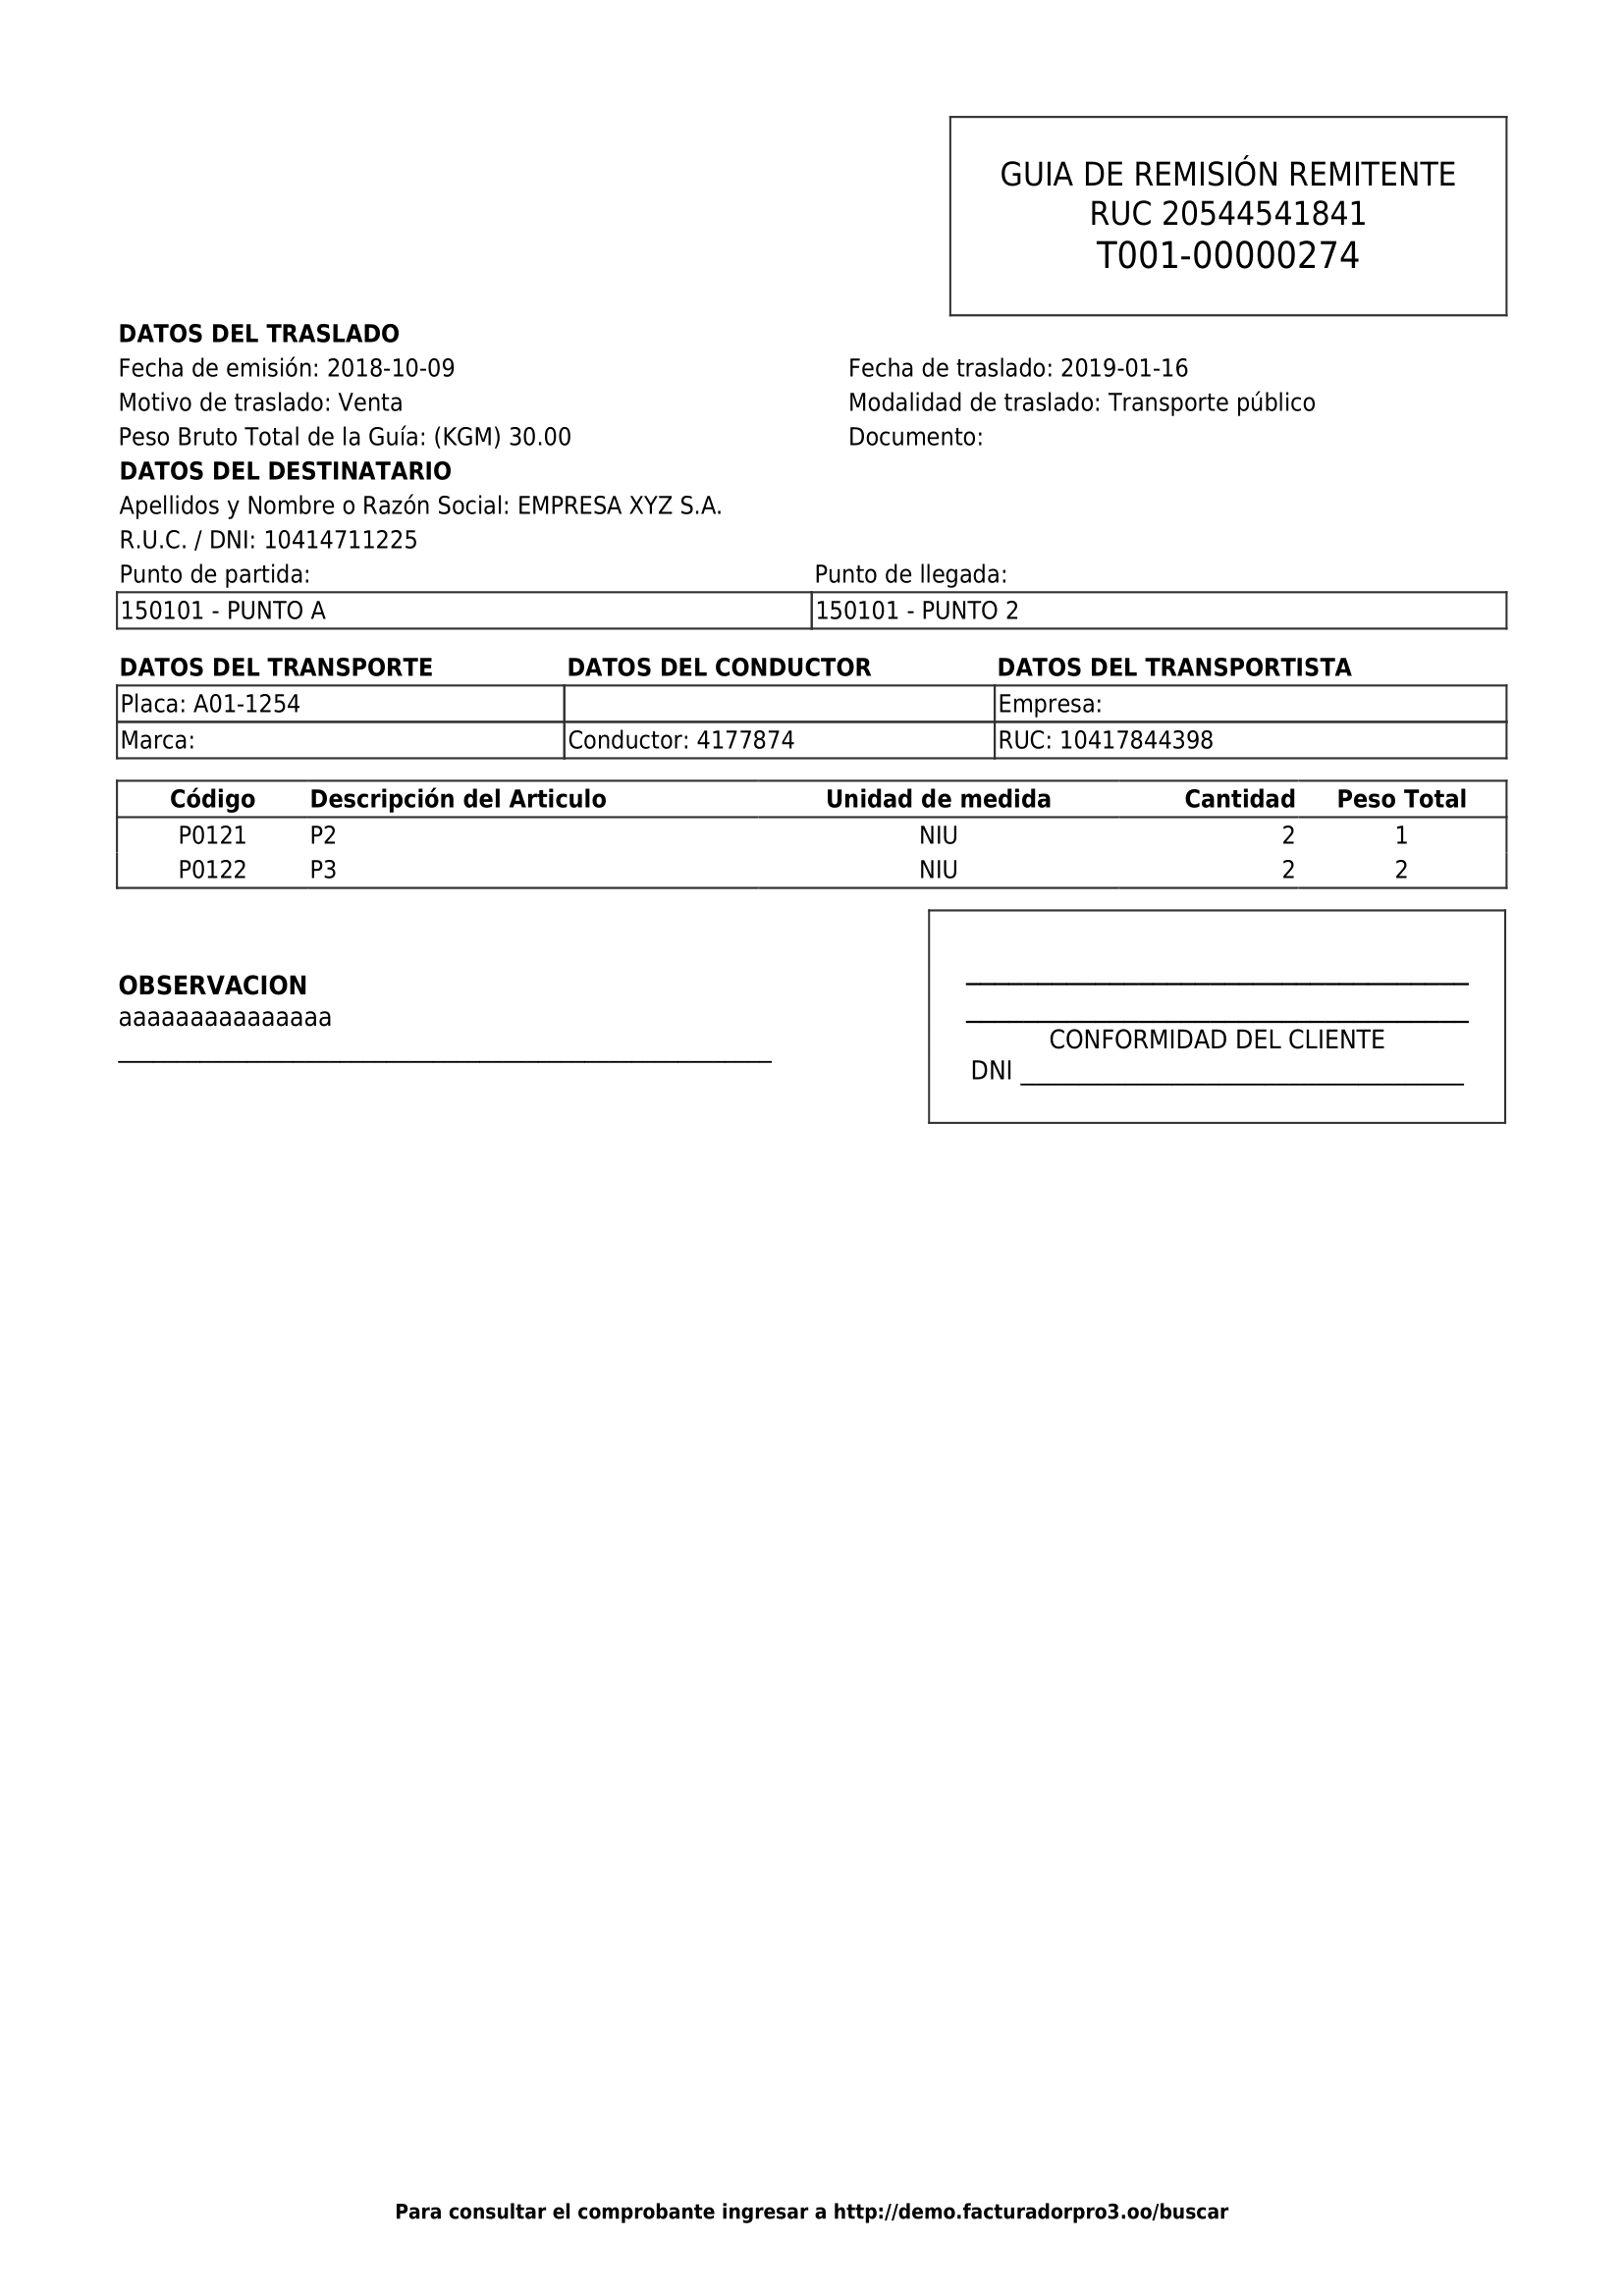 GUIA DE REMISIÓN REMITENTE
RUC 20544541841
T001-00000274
DATOS DEL TRASLADO
Fecha de emisión: 2018-10-09 Fecha de traslado: 2019-01-16
Motivo de traslado: Venta Modalidad de traslado: Transporte público
Peso Bruto Total de la Guía: (KGM) 30.00 Documento:
DATOS DEL DESTINATARIO
Apellidos y Nombre o Razón Social: EMPRESA XYZ S.A.
R.U.C. / DNI: 10414711225
Punto de partida: Punto de llegada:
150101 - PUNTO A 150101 - PUNTO 2
DATOS DEL TRANSPORTE DATOS DEL CONDUCTOR DATOS DEL TRANSPORTISTA
Placa: A01-1254 Empresa:
Marca: Conductor: 4177874 RUC: 10417844398
Código Descripción del Articulo Unidad de medida Cantidad Peso Total
P0121 P2 NIU 2 1
P0122 P3 NIU 2 2
OBSERVACION
aaaaaaaaaaaaaaa
CONFORMIDAD DEL CLIENTE
DNI
Para consultar el comprobante ingresar a http://demo.facturadorpro3.oo/buscar